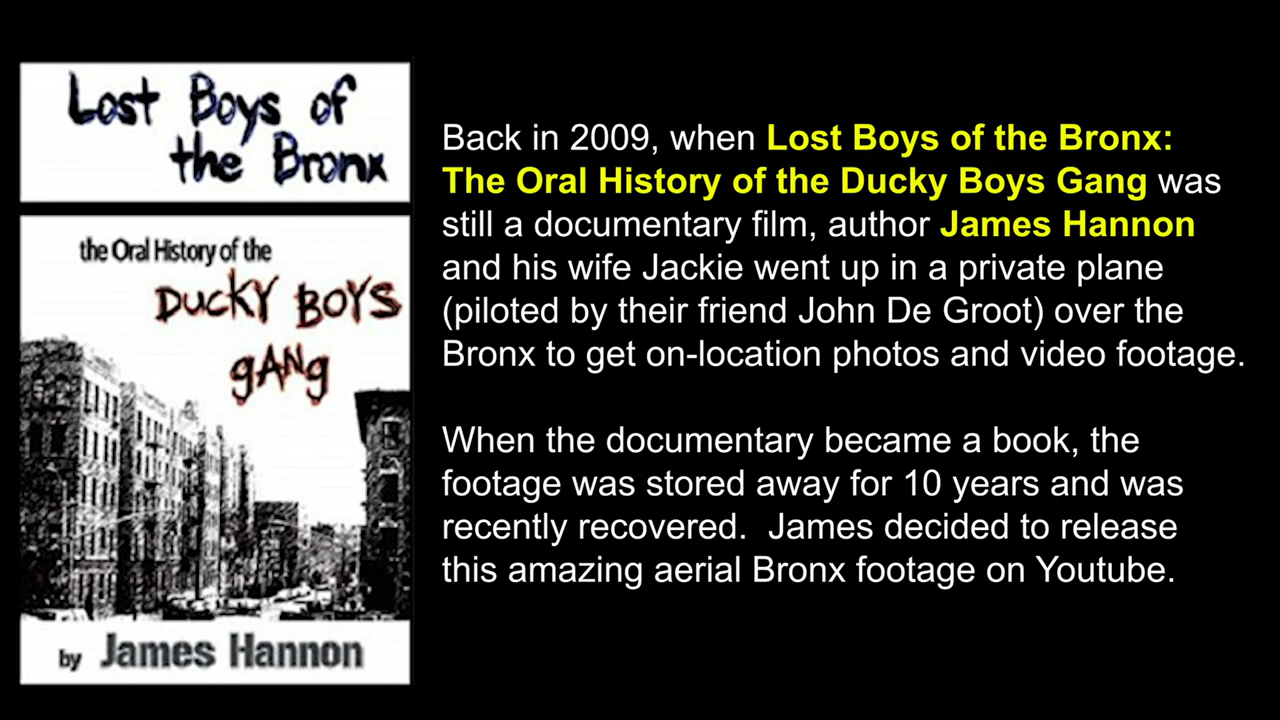 Lost Boys of
the Bronx
the Oral History of the
Ducky Boys
gang
by James Hannon
Back in 2009, when Lost Boys of the Bronx:
The Oral History of the Ducky Boys Gang was
still a documentary film, author James Hannon
and his wife Jackie went up in a private plane
(piloted by their friend John De Groot) over the
Bronx to get on-location photos and video footage.
When the documentary became a book, the
footage was stored away for 10 years and was
recently recovered.  James decided to release
this amazing aerial Bronx footage on Youtube.